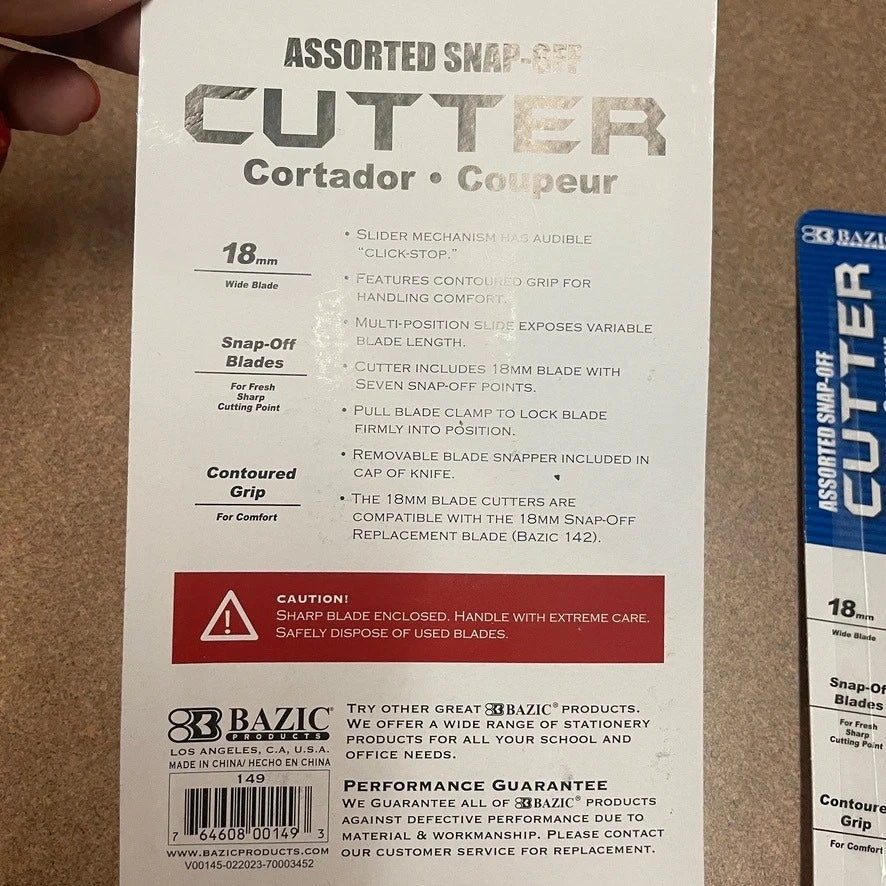 ASSORTED SNAP-OFF
CUTTER
Cortador • Coupeur
18mm
Wide Blade
Snap-Off
Blades
For Fresh
Sharp
Cutting Point
Contoured
Grip
For Comfort
• SLIDER MECHANISM HAS AUDIBLE
“CLICK-STOP.”
• FEATURES CONTOURED GRIP FOR
HANDLING COMFORT.
• MULTI-POSITION SLIDE EXPOSES VARIABLE
BLADE LENGTH.
• CUTTER INCLUDES 18MM BLADE WITH
SEVEN SNAP-OFF POINTS.
• PULL BLADE CLAMP TO LOCK BLADE
FIRMLY INTO POSITION.
• REMOVABLE BLADE SNAPPER INCLUDED IN
CAP OF KNIFE.
• THE 18MM BLADE CUTTERS ARE
COMPATIBLE WITH THE 18MM SNAP-OFF
REPLACEMENT BLADE (BAZIC 142).
CAUTION!
SHARP BLADE ENCLOSED. HANDLE WITH EXTREME CARE.
SAFELY DISPOSE OF USED BLADES.
BAZIC®
PRODUCTS
LOS ANGELES, C.A, U.S.A.
MADE IN CHINA/ HECHO EN CHINA
149
7 64608 00149 3
WWW.BAZICPRODUCTS.COM
V00145-022023-70003452
TRY OTHER GREAT BAZIC® PRODUCTS.
WE OFFER A WIDE RANGE OF STATIONERY
PRODUCTS FOR ALL YOUR SCHOOL AND
OFFICE NEEDS.
PERFORMANCE GUARANTEE
WE GUARANTEE ALL OF BAZIC® PRODUCTS
AGAINST DEFECTIVE PERFORMANCE DUE TO
MATERIAL & WORKMANSHIP. PLEASE CONTACT
OUR CUSTOMER SERVICE FOR REPLACEMENT.
BAZI
ASSORTED SNAP-OFF
CUTTER
18mm
Wide Blade
Snap-Of
Blades
For Fresh
Sharp
Cutting Point
Contoure
Grip
For Comfort